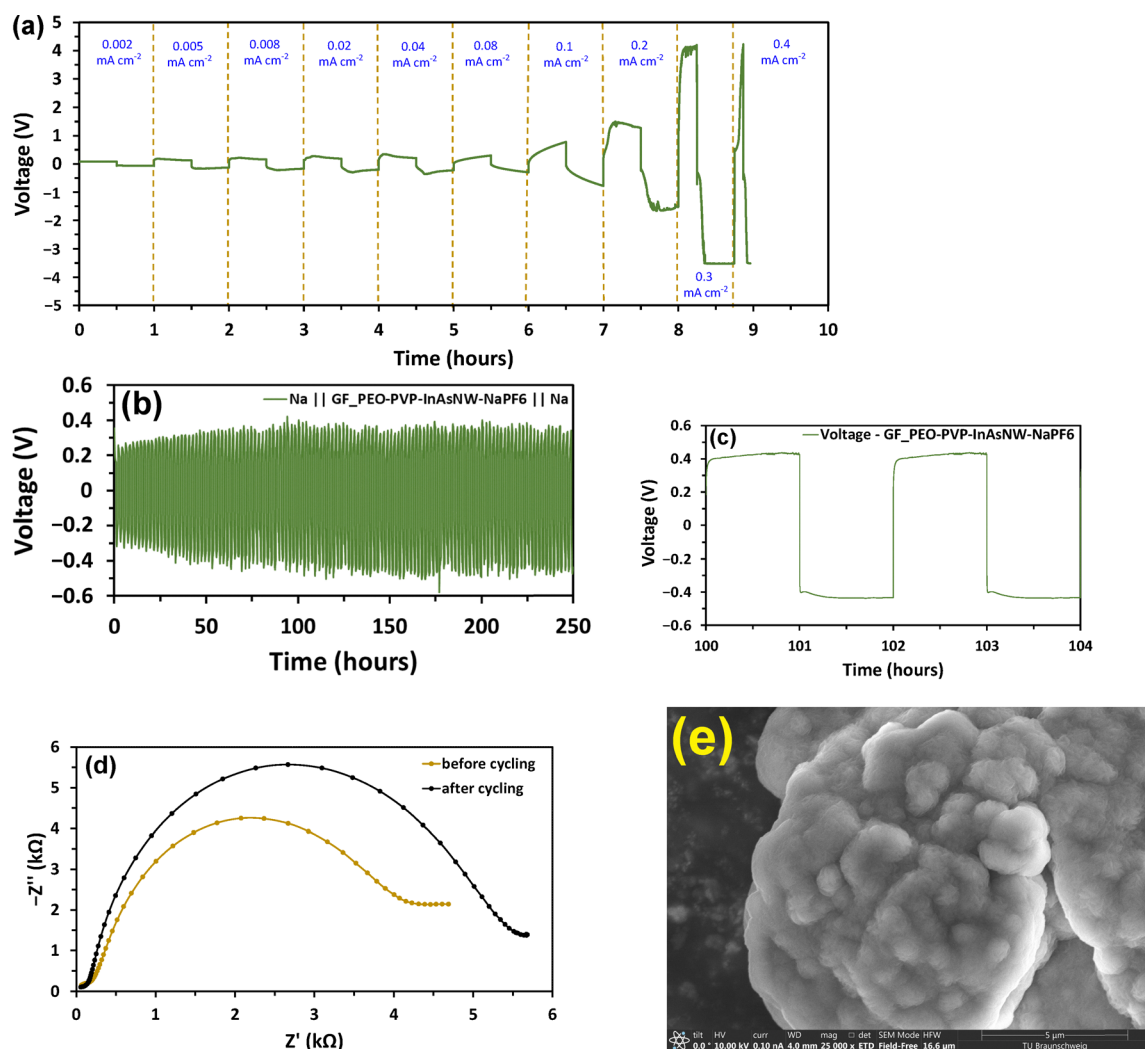 (a)
5
4
3
2
1
0
−1
−2
−3
−4
−5
Voltage (V)
0.002
mA cm⁻²
0.005
mA cm⁻²
0.008
mA cm⁻²
0.02
mA cm⁻²
0.04
mA cm⁻²
0.08
mA cm⁻²
0.1
mA cm⁻²
0.2
mA cm⁻²
0.4
mA cm⁻²
0.3
mA cm⁻²
0 1 2 3 4 5 6 7 8 9 10
Time (hours)
(b)
Na || GF_PEO-PVP-InAsNW-NaPF6 || Na
0.6
0.4
0.2
0
−0.2
−0.4
−0.6
Voltage (V)
0 50 100 150 200 250
Time (hours)
(c)
Voltage - GF_PEO-PVP-InAsNW-NaPF6
0.6
0.4
0.2
0
−0.2
−0.4
−0.6
Voltage (V)
100 101 102 103 104
Time (hours)
(d)
before cycling
after cycling
−6
5
4
3
2
1
0
−Z'' (kΩ)
0 1 2 3 4 5 6
Z' (kΩ)
(e)
tilt HV curr WD mag □ det SEM Mode HFW
0.0 ° 10.00 kV 0.10 nA 4.0 mm 25 000 x ETD Field-Free 16.6 µm
5 µm
TU Braunschweig